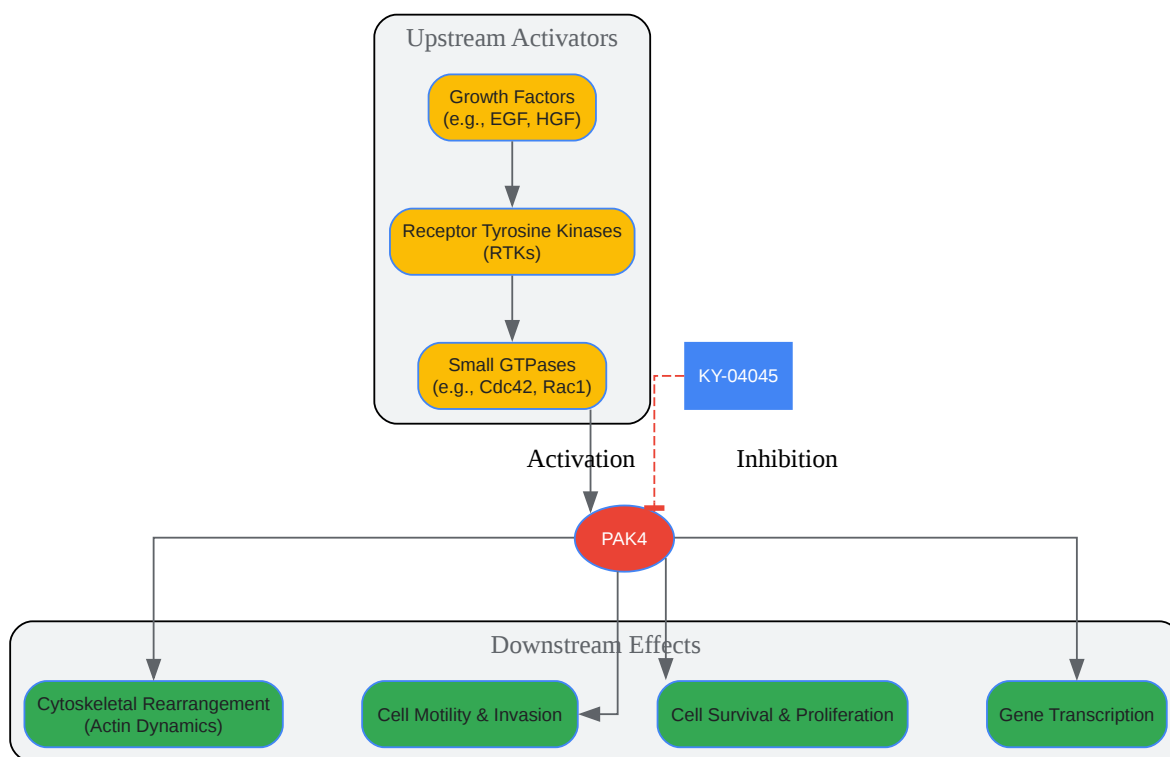 Upstream Activators
Growth Factors
(e.g., EGF, HGF)
Receptor Tyrosine Kinases
(RTKs)
Small GTPases
(e.g., Cdc42, Rac1)
KY-04045
Activation
Inhibition
PAK4
Downstream Effects
Cytoskeletal Rearrangement
(Actin Dynamics)
Cell Motility & Invasion
Cell Survival & Proliferation
Gene Transcription